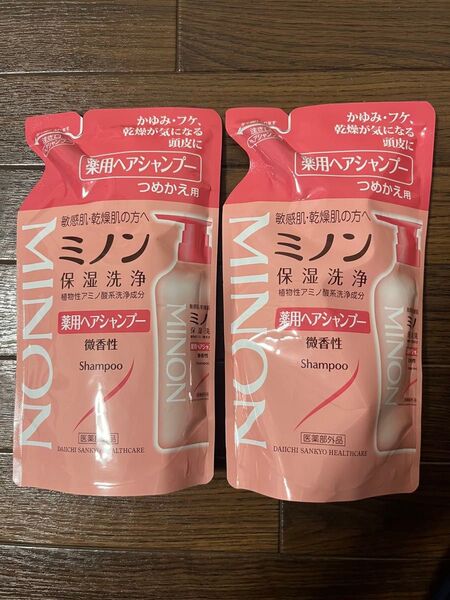 かゆみ・フケ、
乾燥が気になる
頭皮に
薬用ヘアシャンプー
つめかえ用
敏感肌・乾燥肌の方へ
ミノン
保湿洗浄
植物性アミノ酸系洗浄成分
薬用ヘアシャンプー
微香性
Shampoo
医薬部外品
DAIICHI SANKYO HEALTHCARE
MINON
MINON
かゆみ・フケ、
乾燥が気になる
頭皮に
薬用ヘアシャンプー
つめかえ用
敏感肌・乾燥肌の方へ
ミノン
保湿洗浄
植物性アミノ酸系洗浄成分
薬用ヘアシャンプー
微香性
Shampoo
医薬部外品
DAIICHI SANKYO HEALTHCARE
MINON
MINON